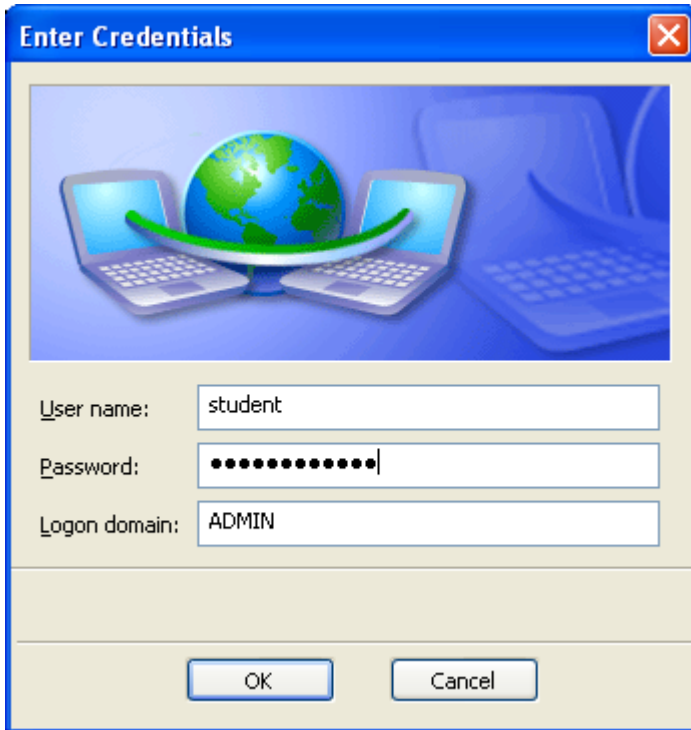 Enter Credentials
User name: student
Password: ●●●●●●●●●●●●
Logon domain: ADMIN
OK Cancel